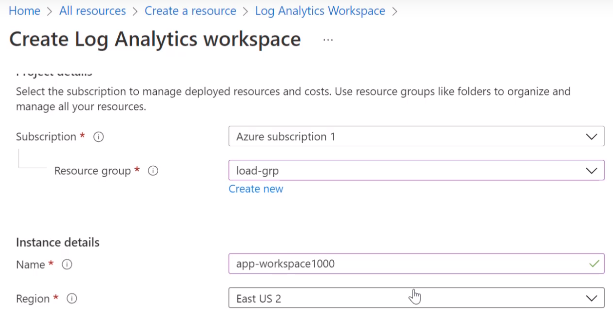 Home > All resources > Create a resource > Log Analytics Workspace >
Create Log Analytics workspace ...
Project details
Select the subscription to manage deployed resources and costs. Use resource groups like folders to organize and
manage all your resources.
Subscription * Azure subscription 1
Resource group * load-grp
Create new
Instance details
Name * app-workspace1000
Region * East US 2